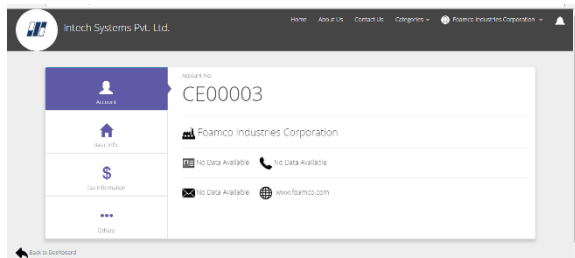 Intech Systems Pvt. Ltd.
Home About Us Contact Us Categories Foamco Industries Corporation
Account
Account No.
CE00003
Foamco Industries Corporation
Basic Info
No Data Available No Data Available
$
Tax Information
No Data Available www.foamco.com
Others
Back to Dashboard